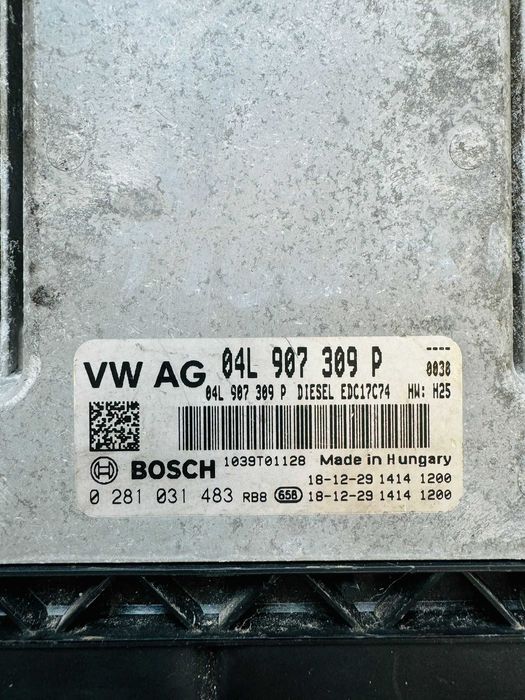 VW AG 04L 907 309 P
----
0038
04L 907 309 P DIESEL EDC17C74 HW: H25
BOSCH 1039T01128 Made in Hungary
18-12-29 1414 1200
0 281 031 483 RB8 65B 18-12-29 1414 1200